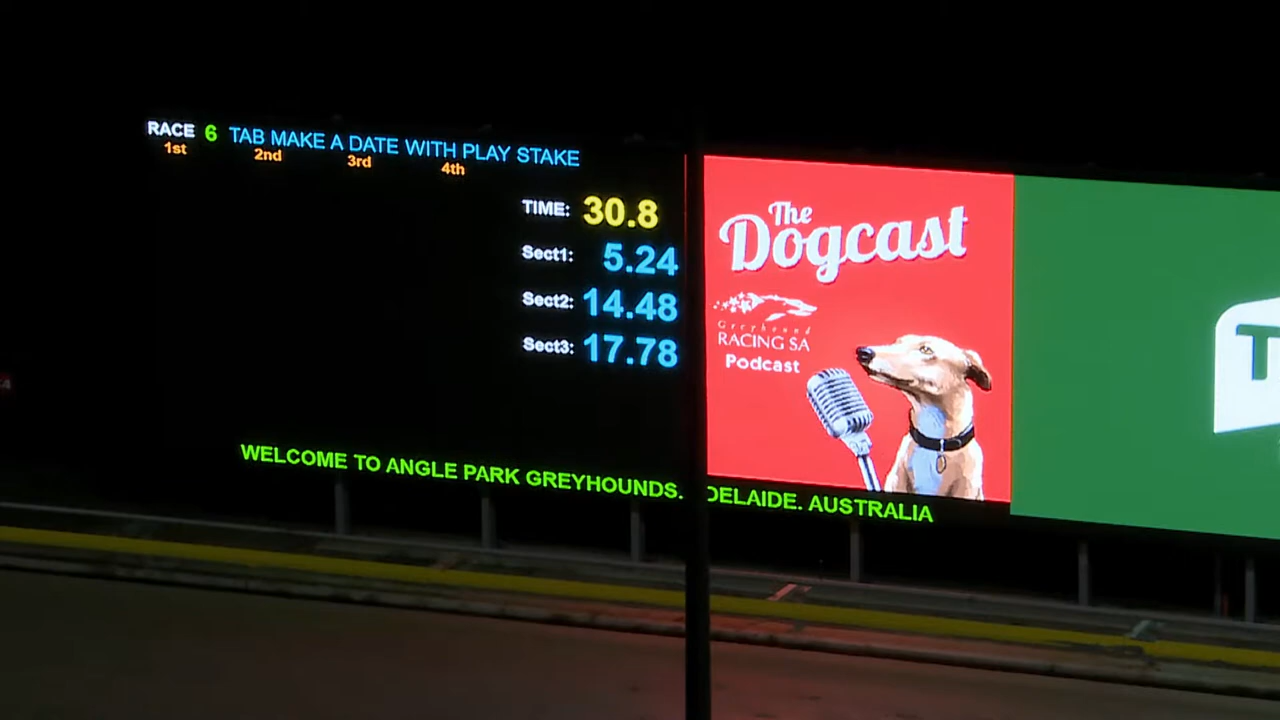 RACE 6 TAB MAKE A DATE WITH PLAY STAKE
1st 2nd 3rd 4th
TIME: 30.8
Sect1: 5.24
Sect2: 14.48
Sect3: 17.78
The
Dogcast
Greyhound
RACING SA
Podcast
WELCOME TO ANGLE PARK GREYHOUNDS. DELAIDE. AUSTRALIA